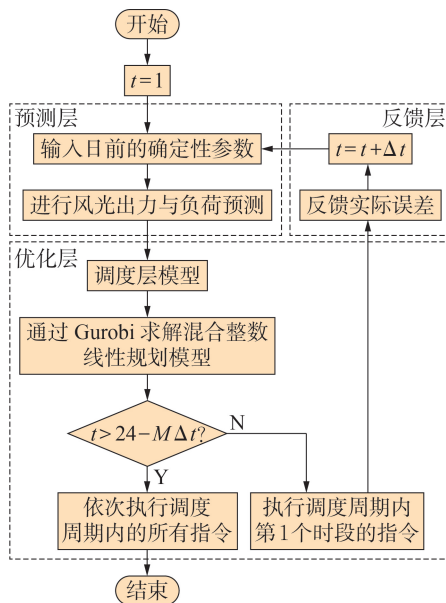 开始
t=1
预测层
反馈层
输入日前的确定性参数
t=t+Δt
进行风光出力与负荷预测
反馈实际误差
优化层
调度层模型
通过 Gurobi 求解混合整数
线性规划模型
t>24−MΔt?
N
Y
依次执行调度
周期内的所有指令
执行调度周期内
第1个时段的指令
结束